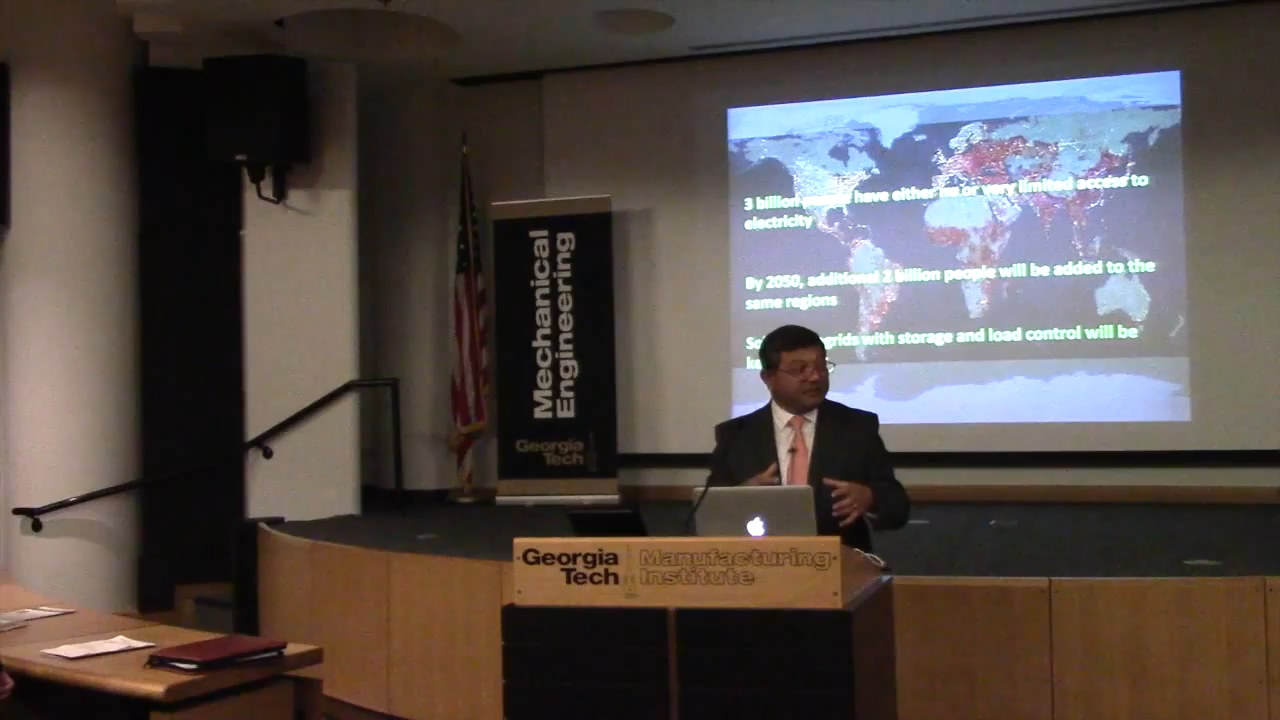 3 billion people have either no or very limited access to
electricity
By 2050, additional 2 billion people will be added to the
same regions
grids with storage and load control will be
Mechanical
Engineering
Georgia
Tech
Georgia
Tech
Manufacturing
Institute